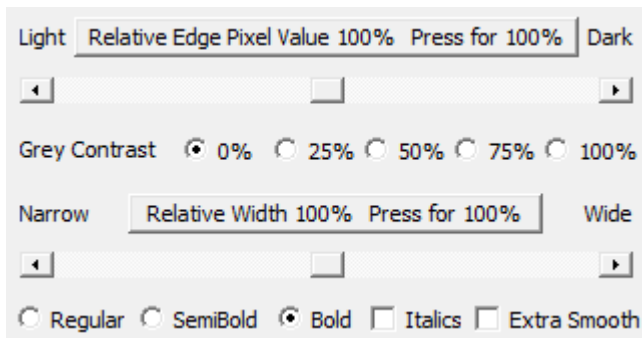 Light Relative Edge Pixel Value 100% Press for 100% Dark
Grey Contrast 0% 25% 50% 75% 100%
Narrow Relative Width 100% Press for 100% Wide
Regular SemiBold Bold Italics Extra Smooth